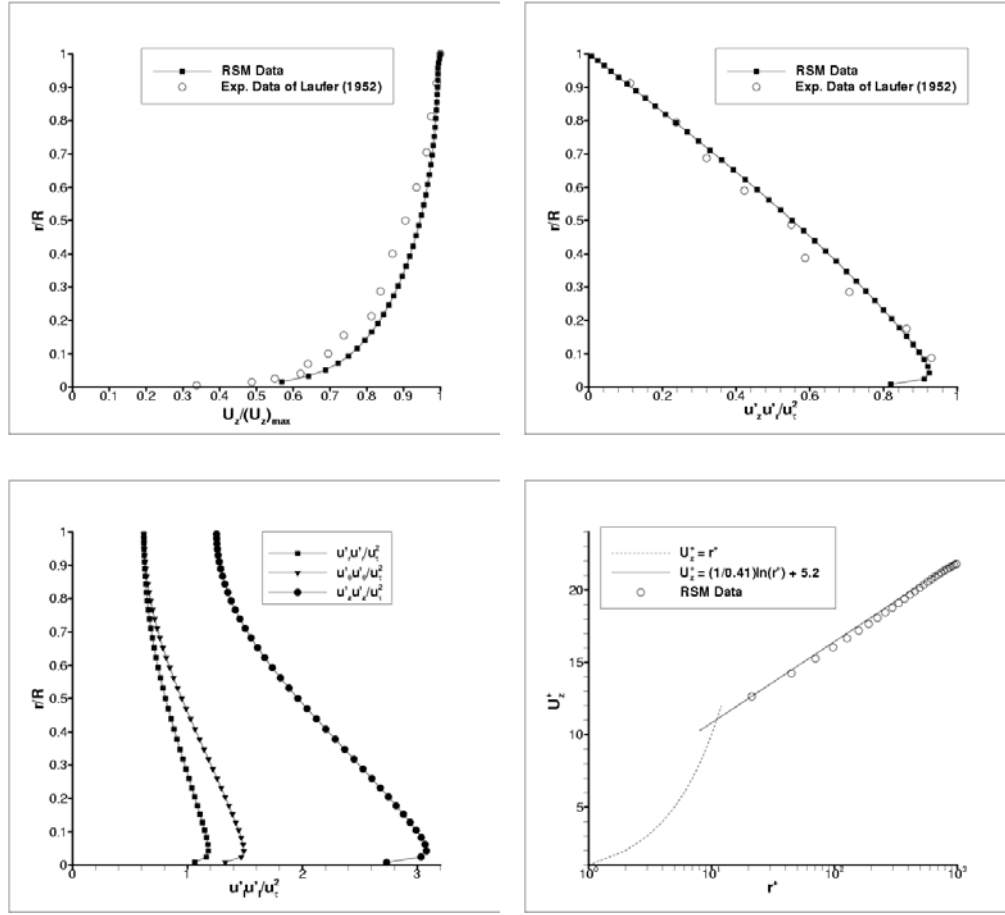 RSM Data
Exp. Data of Laufer (1952)
r/R
1
0.9
0.8
0.7
0.6
0.5
0.4
0.3
0.2
0.1
0
0 0.1 0.2 0.3 0.4 0.5 0.6 0.7 0.8 0.9 1
U_z/(U_z)_max
RSM Data
Exp. Data of Laufer (1952)
r/R
1
0.9
0.8
0.7
0.6
0.5
0.4
0.3
0.2
0.1
0
0 0.2 0.4 0.6 0.8 1
u'_z u'_r/u_τ^2
u'_r u'_r/u_τ^2
u'_φ u'_φ/u_τ^2
u'_z u'_z/u_τ^2
r/R
1
0.9
0.8
0.7
0.6
0.5
0.4
0.3
0.2
0.1
0
0 1 2 3
u'_i u'_i/u_τ^2
U_z^+ = r^+
U_z^+ = (1/0.41)ln(r^+) + 5.2
RSM Data
U_z^+
20
15
10
5
10^0 10^1 10^2 10^3
r^+